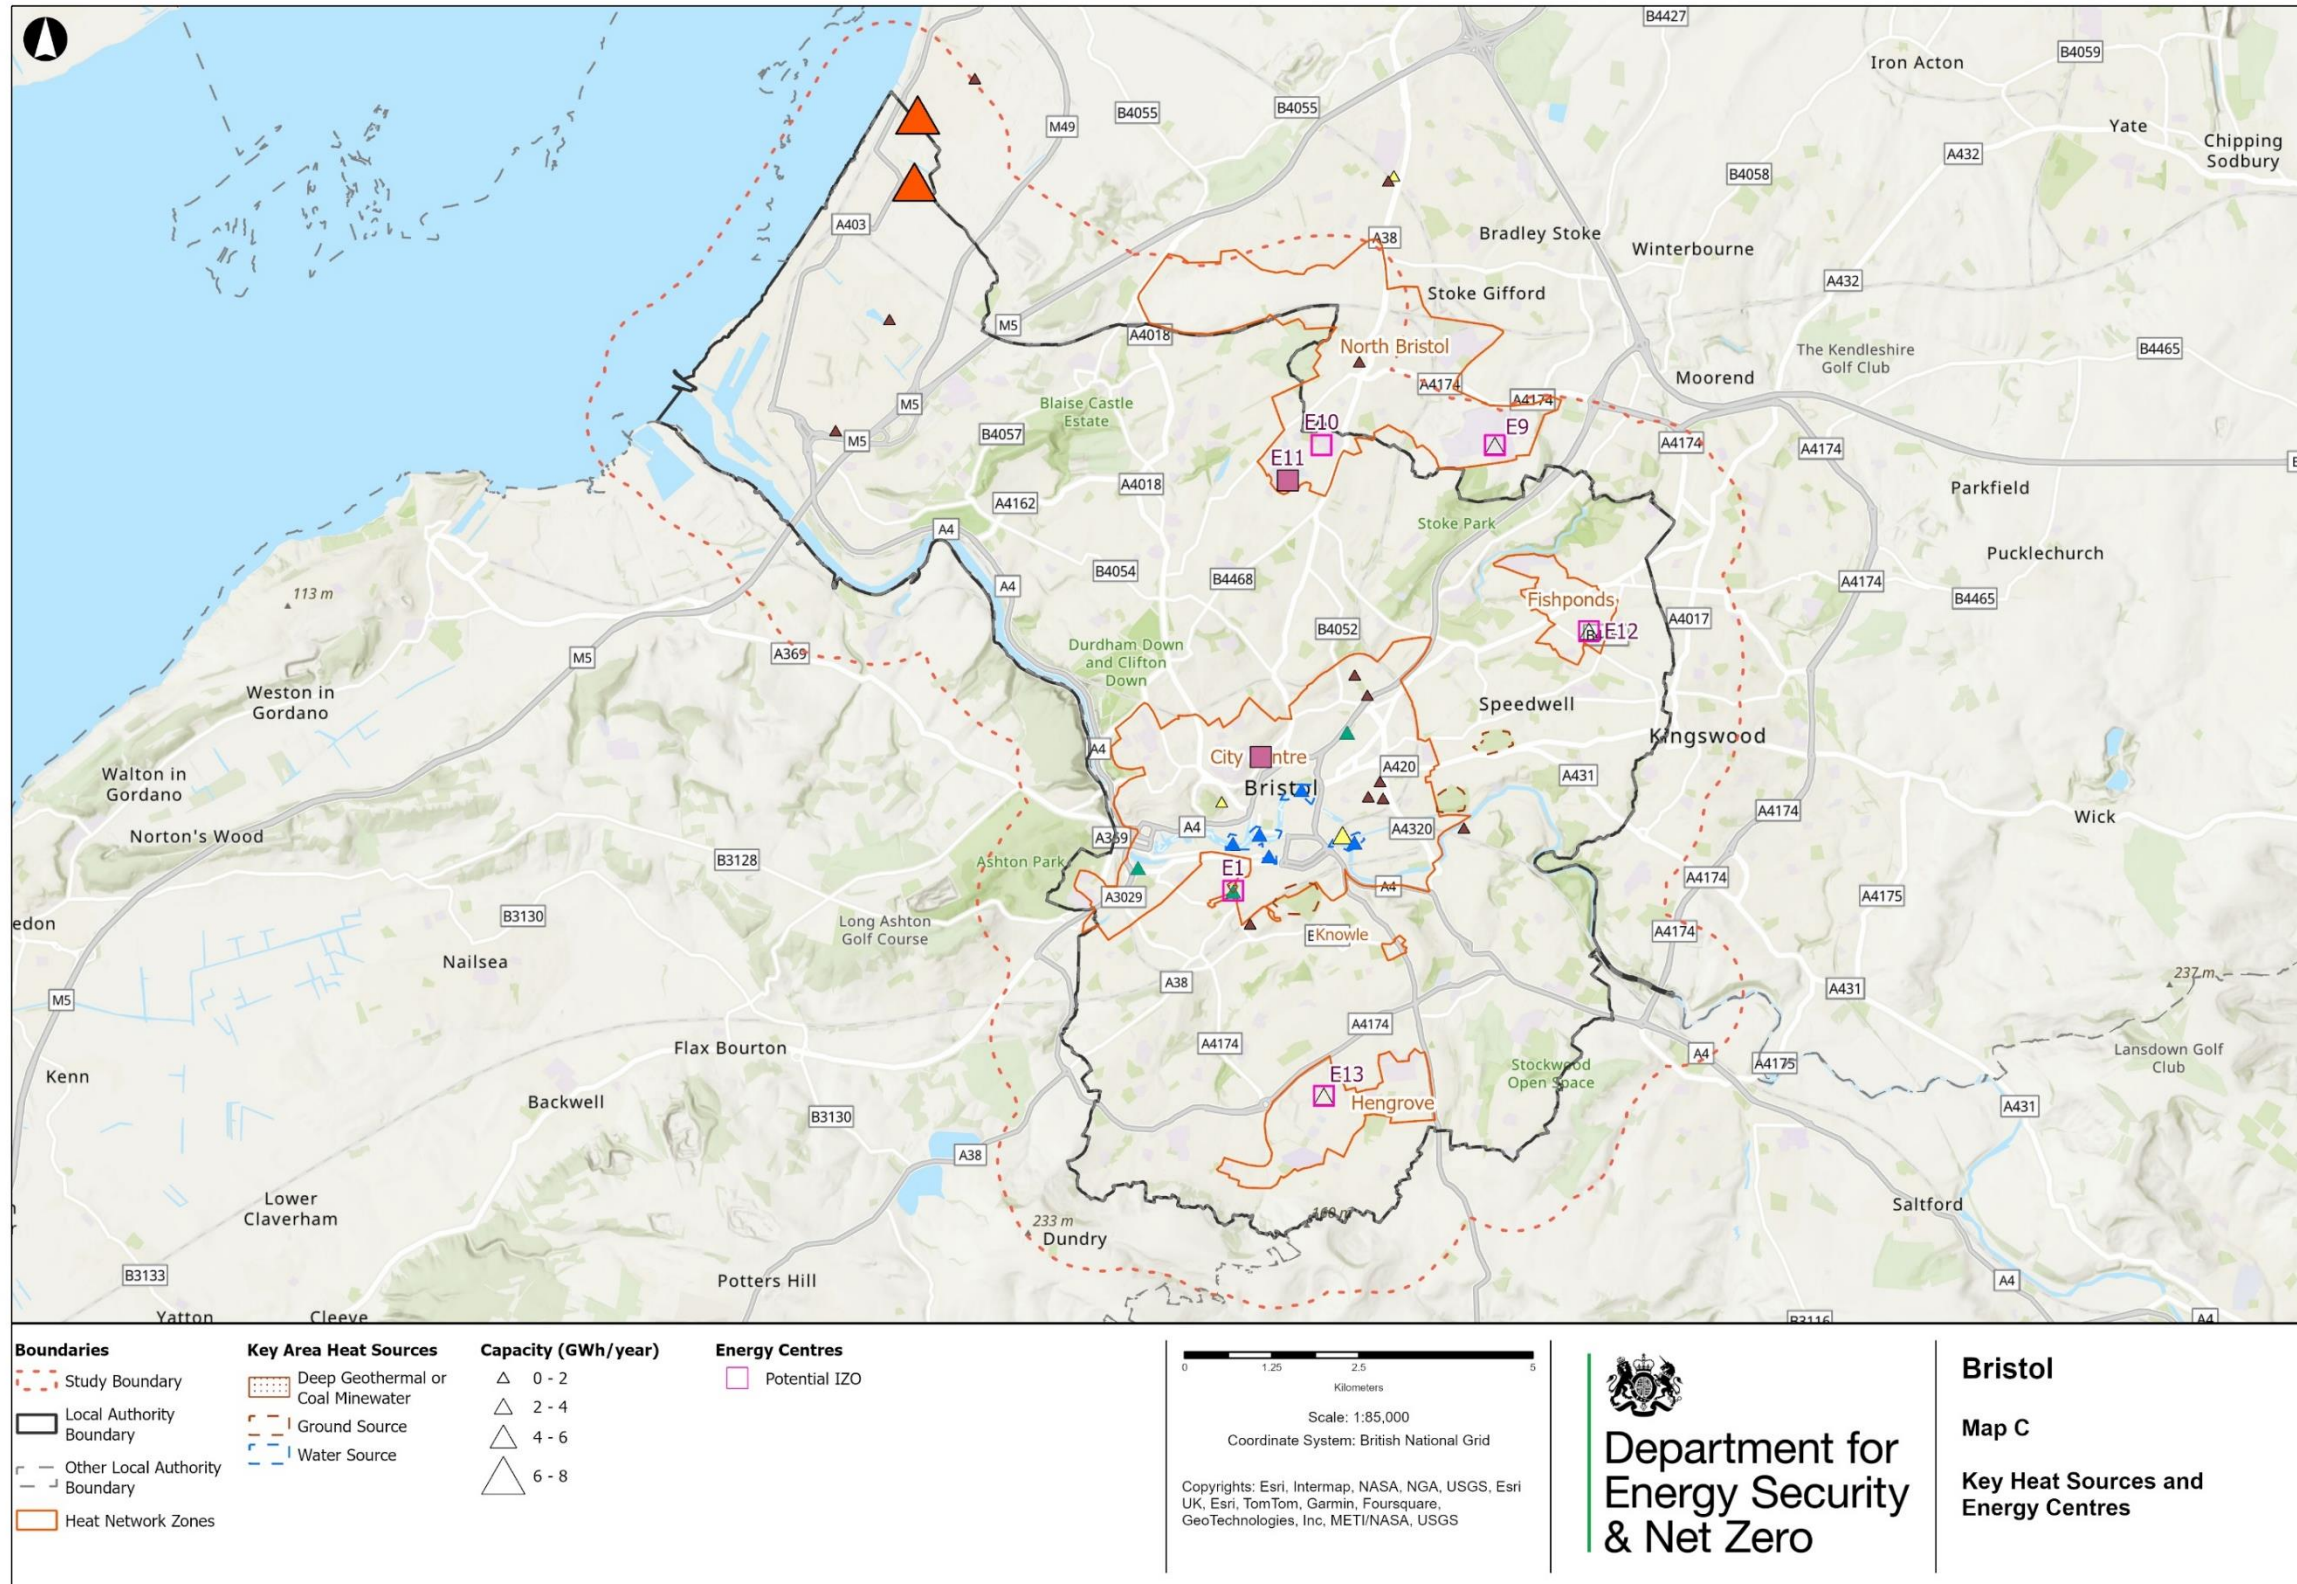 B4427
Iron Acton
B4059
B4055
B4055
M49
Yate
Chipping
Sodbury
A432
B4058
A403
A38
Bradley Stoke
Winterbourne
A432
Stoke Gifford
M5
A4018
North Bristol
The Kendleshire
Golf Club
B4465
A4174
Moorend
A4174
Blaise Castle
Estate
M5
B4057
M5
E10
E9
A4174
A4174
E11
A4018
A4162
Parkfield
Stoke Park
A4
Pucklechurch
113 m
A4
B4054
B4468
A4174
B4465
Fishponds
A4017
B4052
E12
M5
A369
Durdham Down
and Clifton
Down
Weston in
Gordano
Speedwell
Kingswood
A4
City
ntre
A420
A431
Walton in
Gordano
Bristol
A4174
Wick
Norton's Wood
A369
A4
A4320
B3128
Ashton Park
E1
A4
A4174
A4175
A3029
B3130
Long Ashton
Golf Course
edon
Knowle
A4174
Nailsea
A38
237 m
M5
A431
A4174
A4174
Flax Bourton
Lansdown Golf
Club
A4
A4175
Stockwood
Open Space
Kenn
E13
Hengrove
Backwell
B3130
A431
A38
Lower
Claverham
Saltford
233 m
Dundry
B3133
Potters Hill
A4
Yatton
Cleeve
B3116
A4
Boundaries
Study Boundary
Local Authority
Boundary
Other Local Authority
Boundary
Heat Network Zones
Key Area Heat Sources
Deep Geothermal or
Coal Minewater
Ground Source
Water Source
Capacity (GWh/year)
0 - 2
2 - 4
4 - 6
6 - 8
Energy Centres
Potential IZO
0 1.25 2.5 5
Kilometers
Scale: 1:85,000
Coordinate System: British National Grid
Copyrights: Esri, Intermap, NASA, NGA, USGS, Esri
UK, Esri, TomTom, Garmin, Foursquare,
GeoTechnologies, Inc, METI/NASA, USGS
Department for
Energy Security
& Net Zero
Bristol
Map C
Key Heat Sources and
Energy Centres